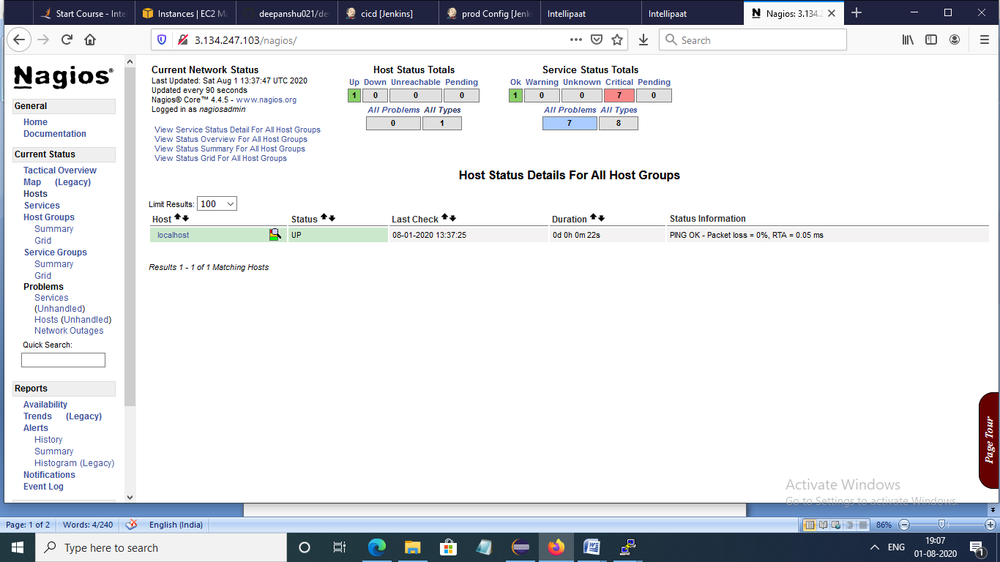 Start Course - Inte
Instances | EC2 Ma
deepanshu021/de
cicd [Jenkins]
prod Config [Jenk
Intellipaat
Intellipaat
Nagios: 3.134.2
3.134.247.103/nagios/
Search
Nagios®
General
Home
Documentation
Current Status
Tactical Overview
Map (Legacy)
Hosts
Services
Host Groups
Summary
Grid
Service Groups
Summary
Grid
Problems
Services
(Unhandled)
Hosts (Unhandled)
Network Outages
Quick Search:
Reports
Availability
Trends (Legacy)
Alerts
History
Summary
Histogram (Legacy)
Notifications
Event Log
Current Network Status
Last Updated: Sat Aug 1 13:37:47 UTC 2020
Updated every 90 seconds
Nagios® Core™ 4.4.5 - www.nagios.org
Logged in as nagiosadmin
View Service Status Detail For All Host Groups
View Status Overview For All Host Groups
View Status Summary For All Host Groups
View Status Grid For All Host Groups
Host Status Totals
Up Down Unreachable Pending
1 0 0 0
All Problems All Types
0 1
Service Status Totals
Ok Warning Unknown Critical Pending
1 0 0 7 0
All Problems All Types
7 8
Host Status Details For All Host Groups
Limit Results: 100
Host Status Last Check Duration Status Information
localhost UP 08-01-2020 13:37:25 0d 0h 0m 22s PING OK - Packet loss = 0%, RTA = 0.05 ms
Results 1 - 1 of 1 Matching Hosts
Page Tour
Activate Windows
Go to Settings to activate Windows.
Page: 1 of 2 Words: 4/240 English (India) 86%
Type here to search
ENG
19:07
01-08-2020
1